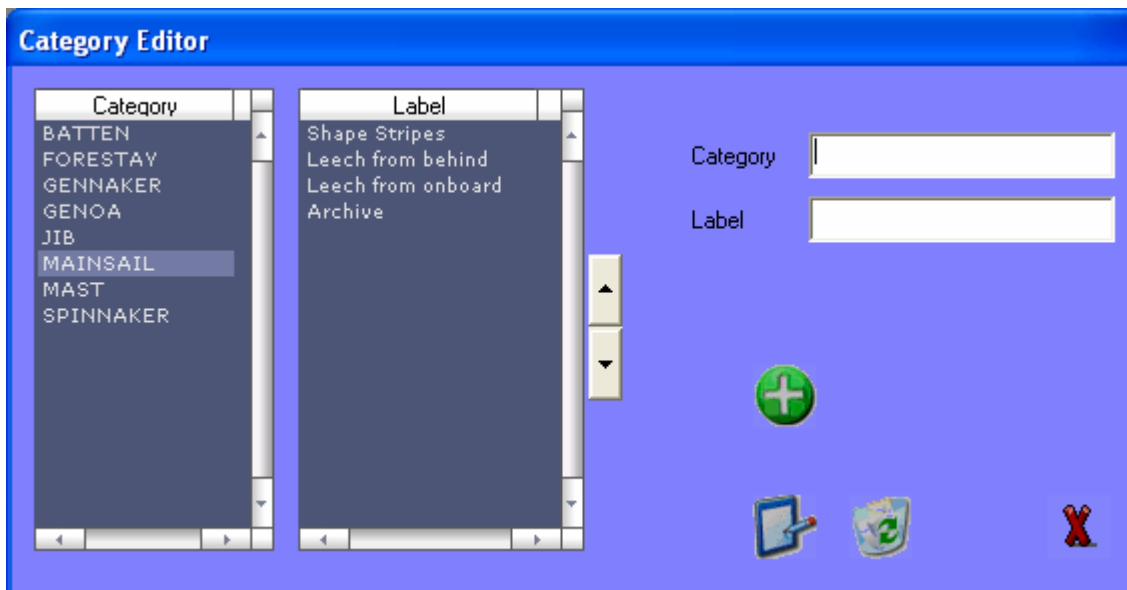 Category Editor
Category
BATTEN
FORESTAY
GENNAKER
GENOA
JIB
MAINSAIL
MAST
SPINNAKER
Label
Shape Stripes
Leech from behind
Leech from onboard
Archive
Category
Label